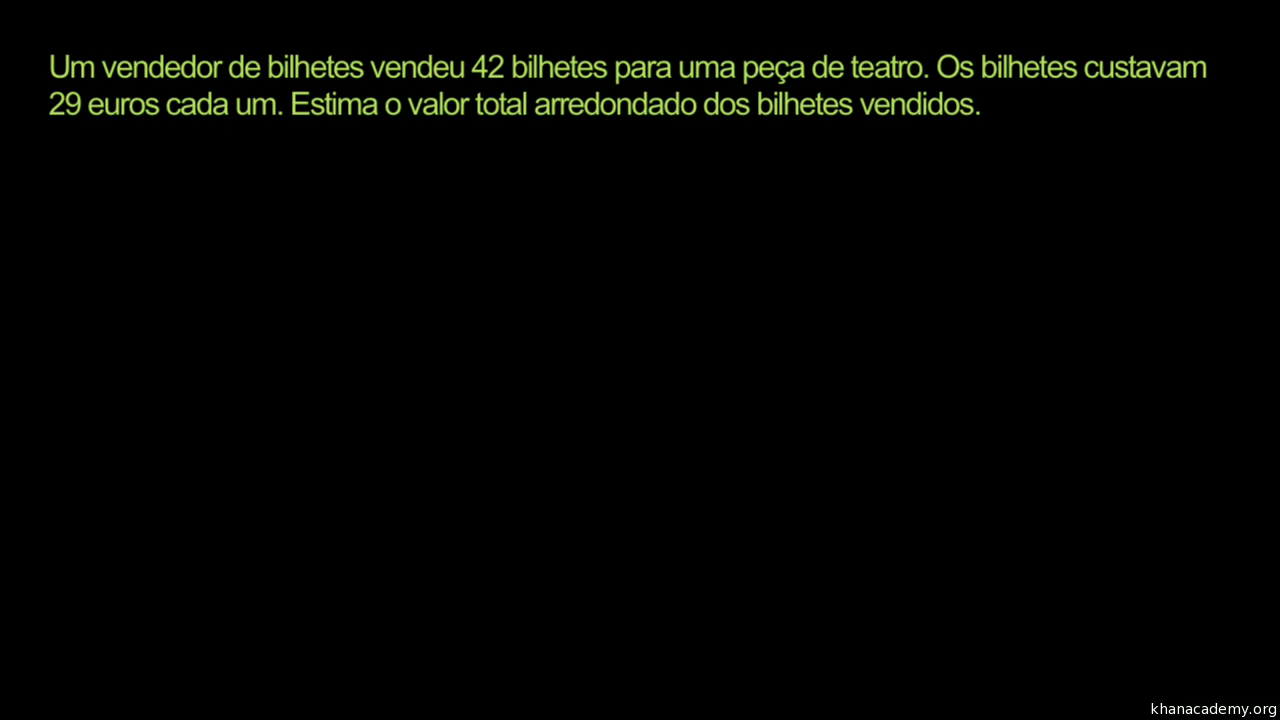 Um vendedor de bilhetes vendeu 42 bilhetes para uma peça de teatro. Os bilhetes custavam
29 euros cada um. Estima o valor total arredondado dos bilhetes vendidos.
khanacademy.org